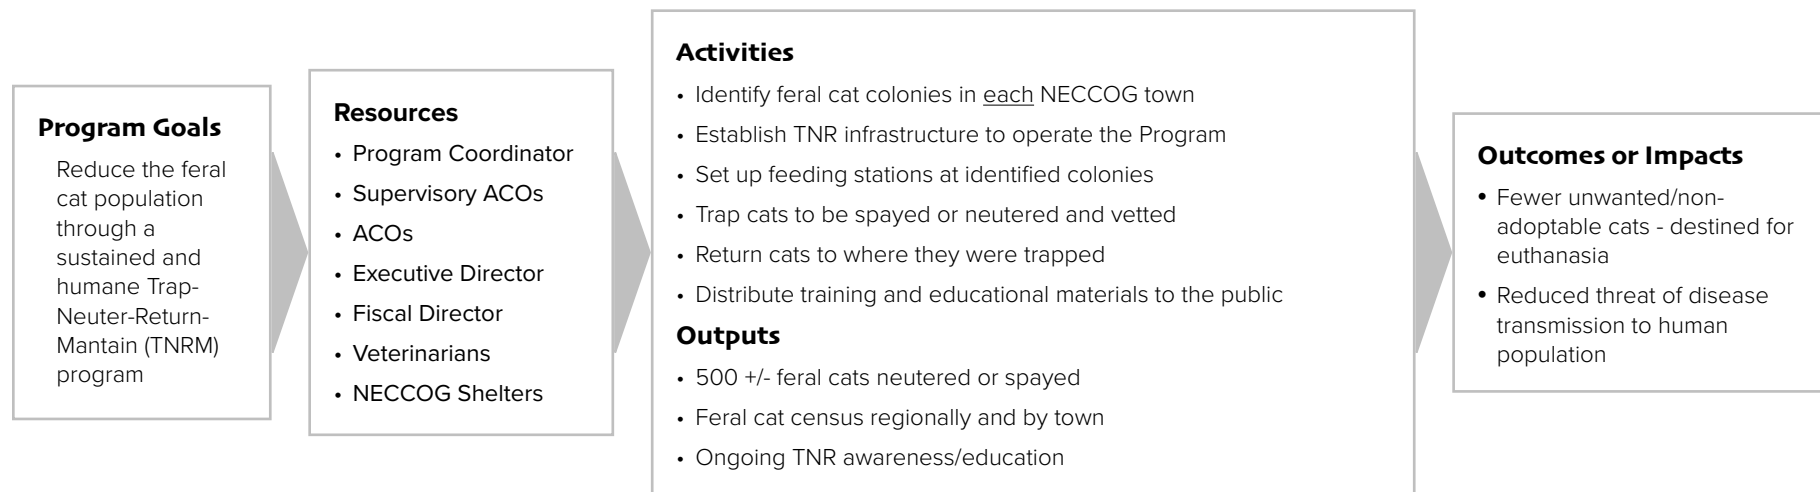 Program Goals
Reduce the feral
cat population
through a
sustained and
humane Trap-
Neuter-Return-
Mantain (TNRM)
program
Resources
• Program Coordinator
• Supervisory ACOs
• ACOs
• Executive Director
• Fiscal Director
• Veterinarians
• NECCOG Shelters
Activities
• Identify feral cat colonies in each NECCOG town
• Establish TNR infrastructure to operate the Program
• Set up feeding stations at identified colonies
• Trap cats to be spayed or neutered and vetted
• Return cats to where they were trapped
• Distribute training and educational materials to the public
Outputs
• 500 +/- feral cats neutered or spayed
• Feral cat census regionally and by town
• Ongoing TNR awareness/education
Outcomes or Impacts
• Fewer unwanted/non-
adoptable cats - destined for
euthanasia
• Reduced threat of disease
transmission to human
population